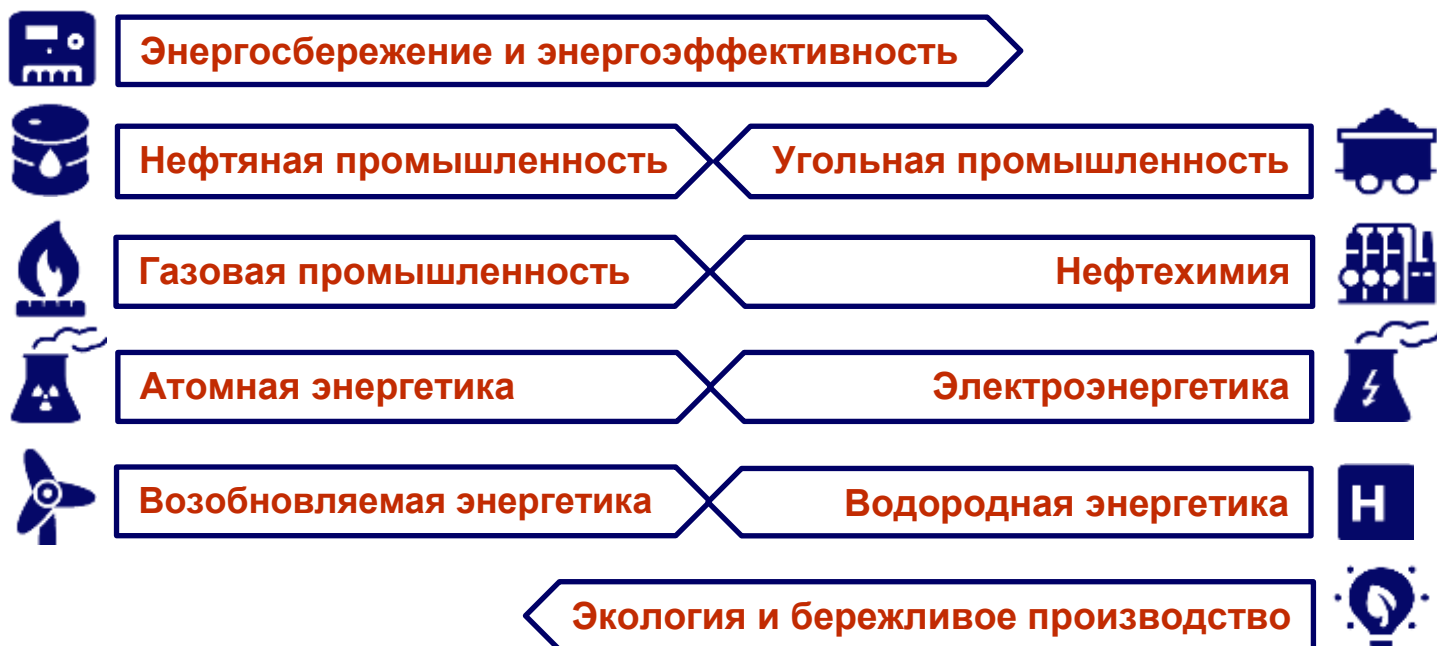 Энергосбережение и энергоэффективность
Нефтяная промышленность
Угольная промышленность
Газовая промышленность
Нефтехимия
Атомная энергетика
Электроэнергетика
Возобновляемая энергетика
Водородная энергетика
H
Экология и бережливое производство